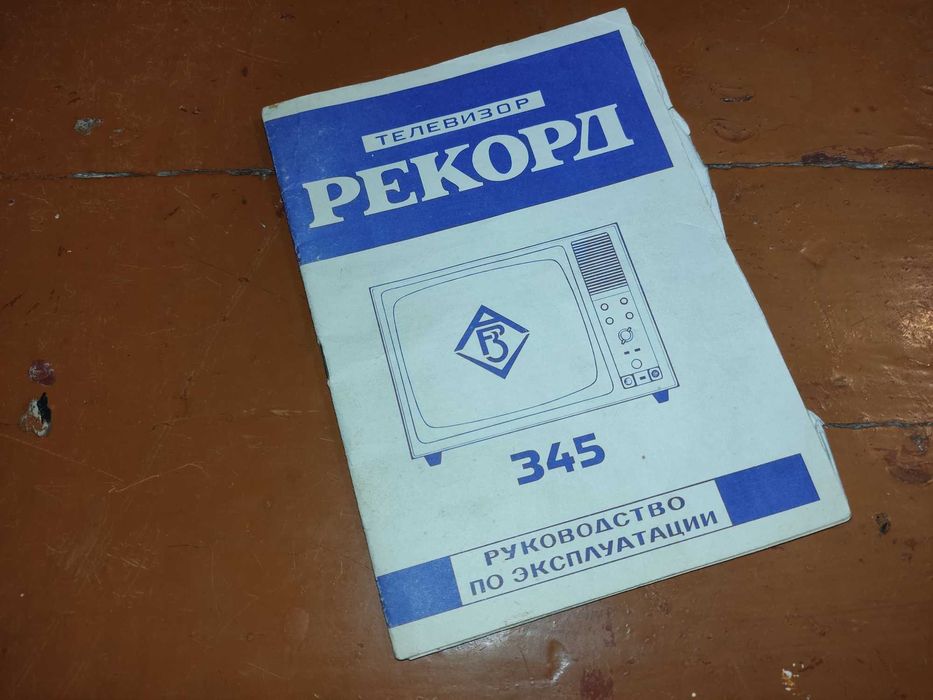 ТЕЛЕВИЗОР
РЕКОРД
345
РУКОВОДСТВО
ПО ЭКСПЛУАТАЦИИ